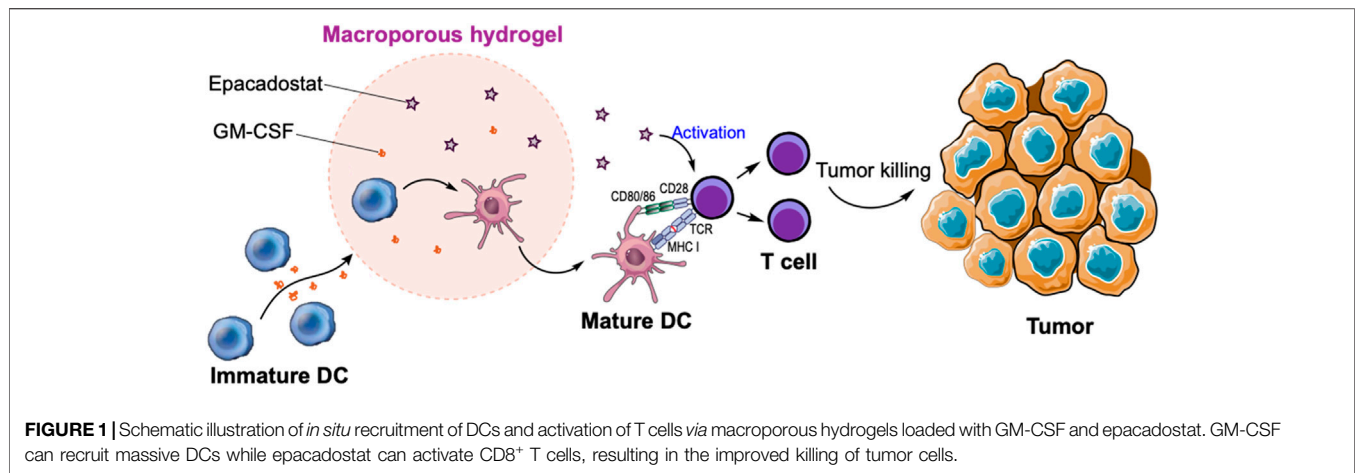 Macroporous hydrogel
Epacadostat
GM-CSF
Activation
CD28
CD80/86
TCR
MHC I
Tumor killing
T cell
Mature DC
Immature DC
Tumor
FIGURE 1 | Schematic illustration of in situ recruitment of DCs and activation of T cells via macroporous hydrogels loaded with GM-CSF and epacadostat. GM-CSF
can recruit massive DCs while epacadostat can activate CD8⁺ T cells, resulting in the improved killing of tumor cells.